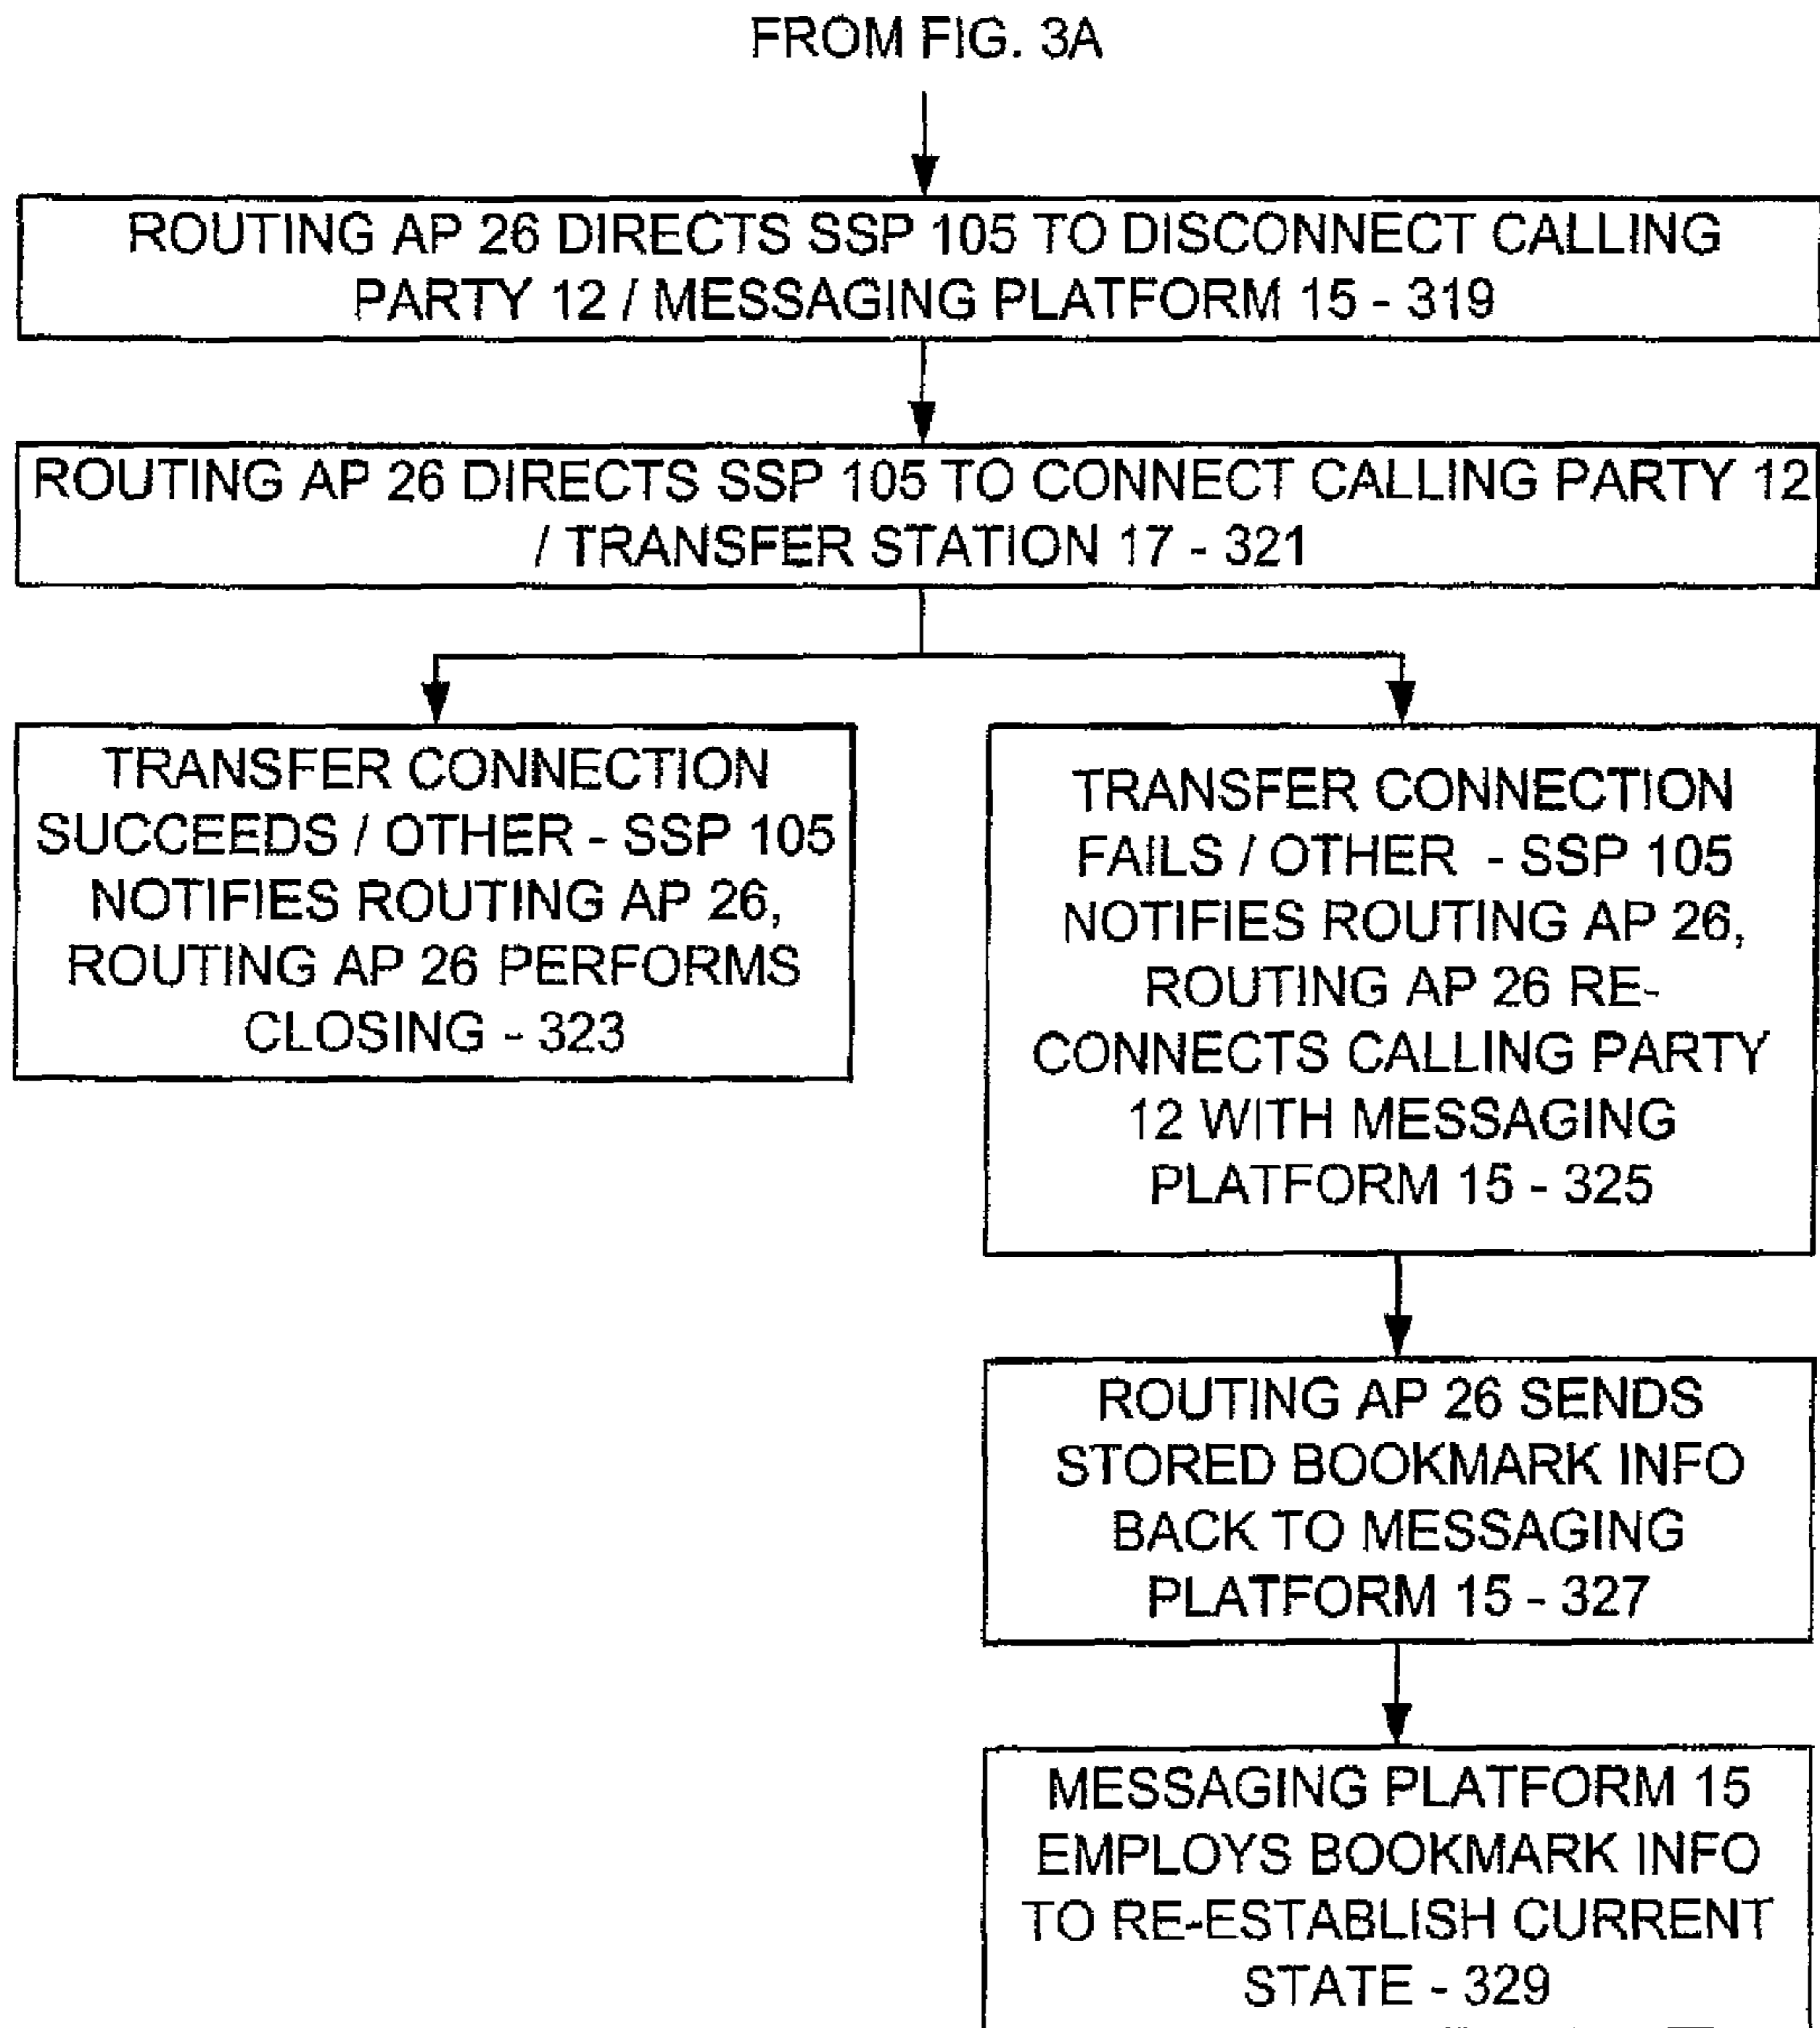 FROM FIG. 3A
ROUTING AP 26 DIRECTS SSP 105 TO DISCONNECT CALLING
PARTY 12 / MESSAGING PLATFORM 15 - 319
ROUTING AP 26 DIRECTS SSP 105 TO CONNECT CALLING PARTY 12
/ TRANSFER STATION 17 - 321
TRANSFER CONNECTION
SUCCEEDS / OTHER - SSP 105
NOTIFIES ROUTING AP 26,
ROUTING AP 26 PERFORMS
CLOSING - 323
TRANSFER CONNECTION
FAILS / OTHER - SSP 105
NOTIFIES ROUTING AP 26,
ROUTING AP 26 RE-
CONNECTS CALLING PARTY
12 WITH MESSAGING
PLATFORM 15 - 325
ROUTING AP 26 SENDS
STORED BOOKMARK INFO
BACK TO MESSAGING
PLATFORM 15 - 327
MESSAGING PLATFORM 15
EMPLOYS BOOKMARK INFO
TO RE-ESTABLISH CURRENT
STATE - 329